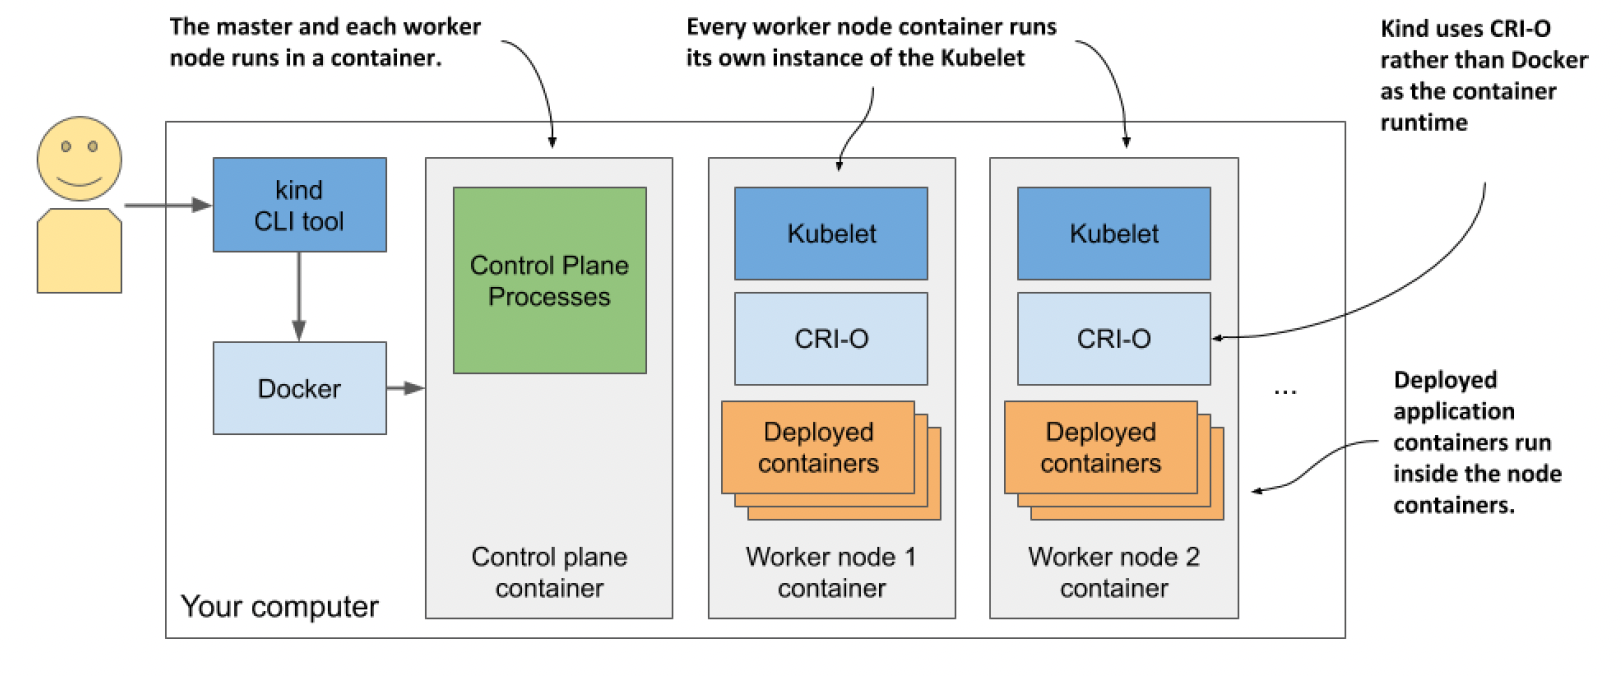 The master and each worker
node runs in a container.
Every worker node container runs
its own instance of the Kubelet
Kind uses CRI-O
rather than Docker
as the container
runtime
kind
CLI tool
Docker
Your computer
Control Plane
Processes
Control plane
container
Kubelet
CRI-O
Deployed
containers
Worker node 1
container
Kubelet
CRI-O
Deployed
containers
Worker node 2
container
...
Deployed
application
containers run
inside the node
containers.